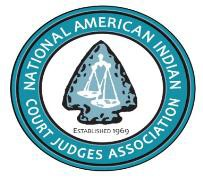 NATIONAL AMERICAN INDIAN
ESTABLISHED 1969
COURT JUDGES ASSOCIATION